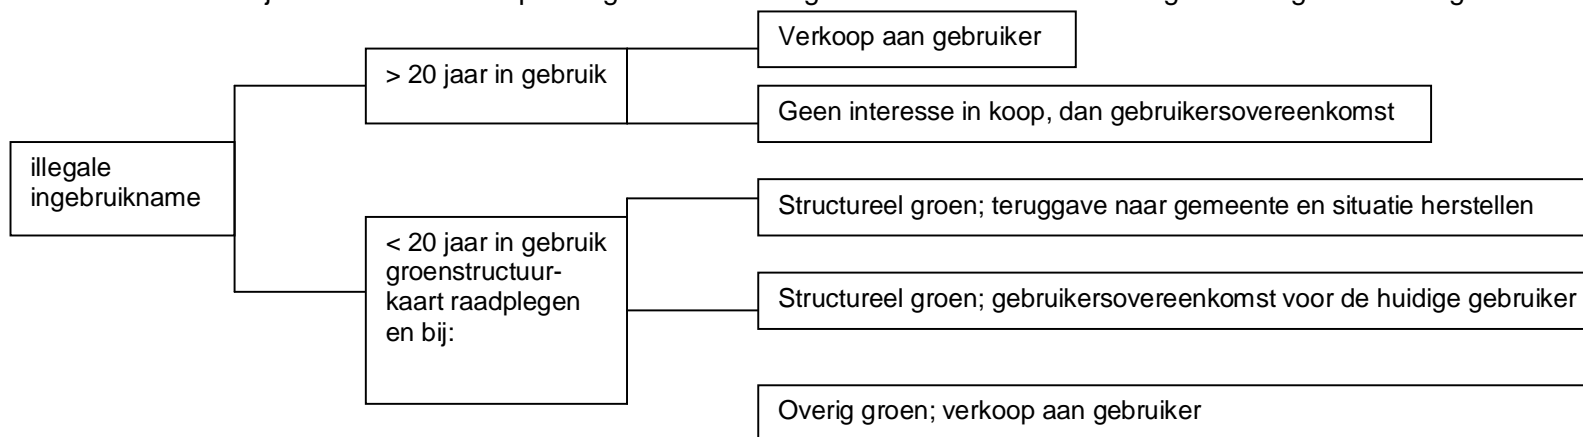 Verkoop aan gebruiker
> 20 jaar in gebruik
Geen interesse in koop, dan gebruikersovereenkomst
illegale
ingebruikname
Structureel groen; teruggave naar gemeente en situatie herstellen
< 20 jaar in gebruik
groenstructuur-
kaart raadplegen
en bij:
Structureel groen; gebruikersovereenkomst voor de huidige gebruiker
Overig groen; verkoop aan gebruiker